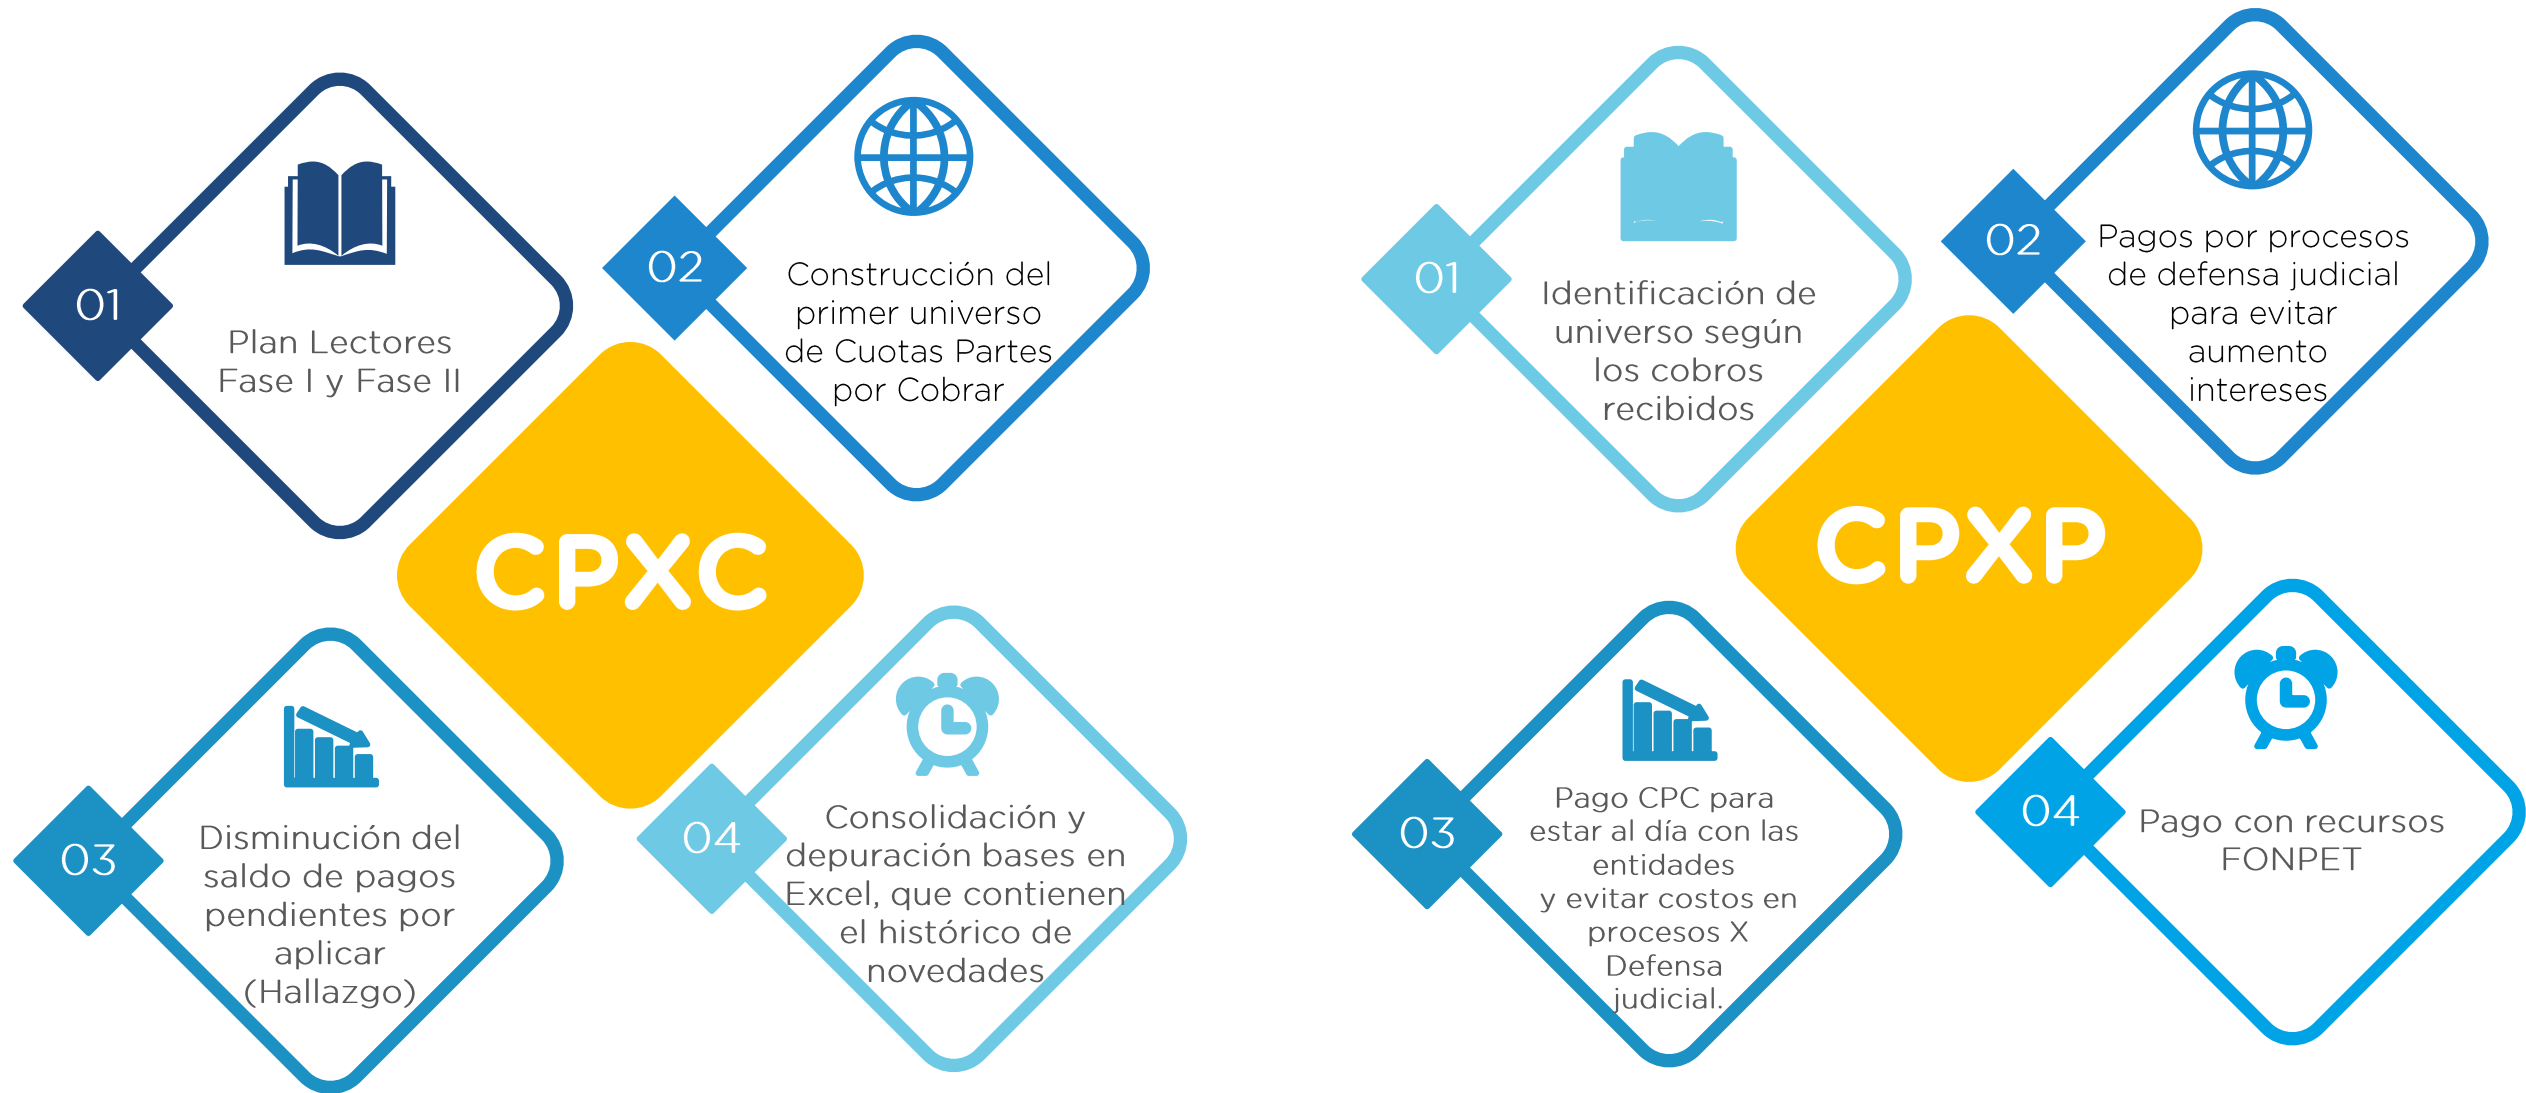 01
Plan Lectores
Fase I y Fase II
02
Construcción del
primer universo
de Cuotas Partes
por Cobrar
CPXC
03
Disminución del
saldo de pagos
pendientes por
aplicar
(Hallazgo)
04
Consolidación y
depuración bases en
Excel, que contienen
el histórico de
novedades
01
Identificación de
universo según
los cobros
recibidos
02
Pagos por procesos
de defensa judicial
para evitar
aumento
intereses
CPXP
03
Pago CPC para
estar al día con las
entidades
y evitar costos en
procesos X
Defensa
judicial.
04
Pago con recursos
FONPET